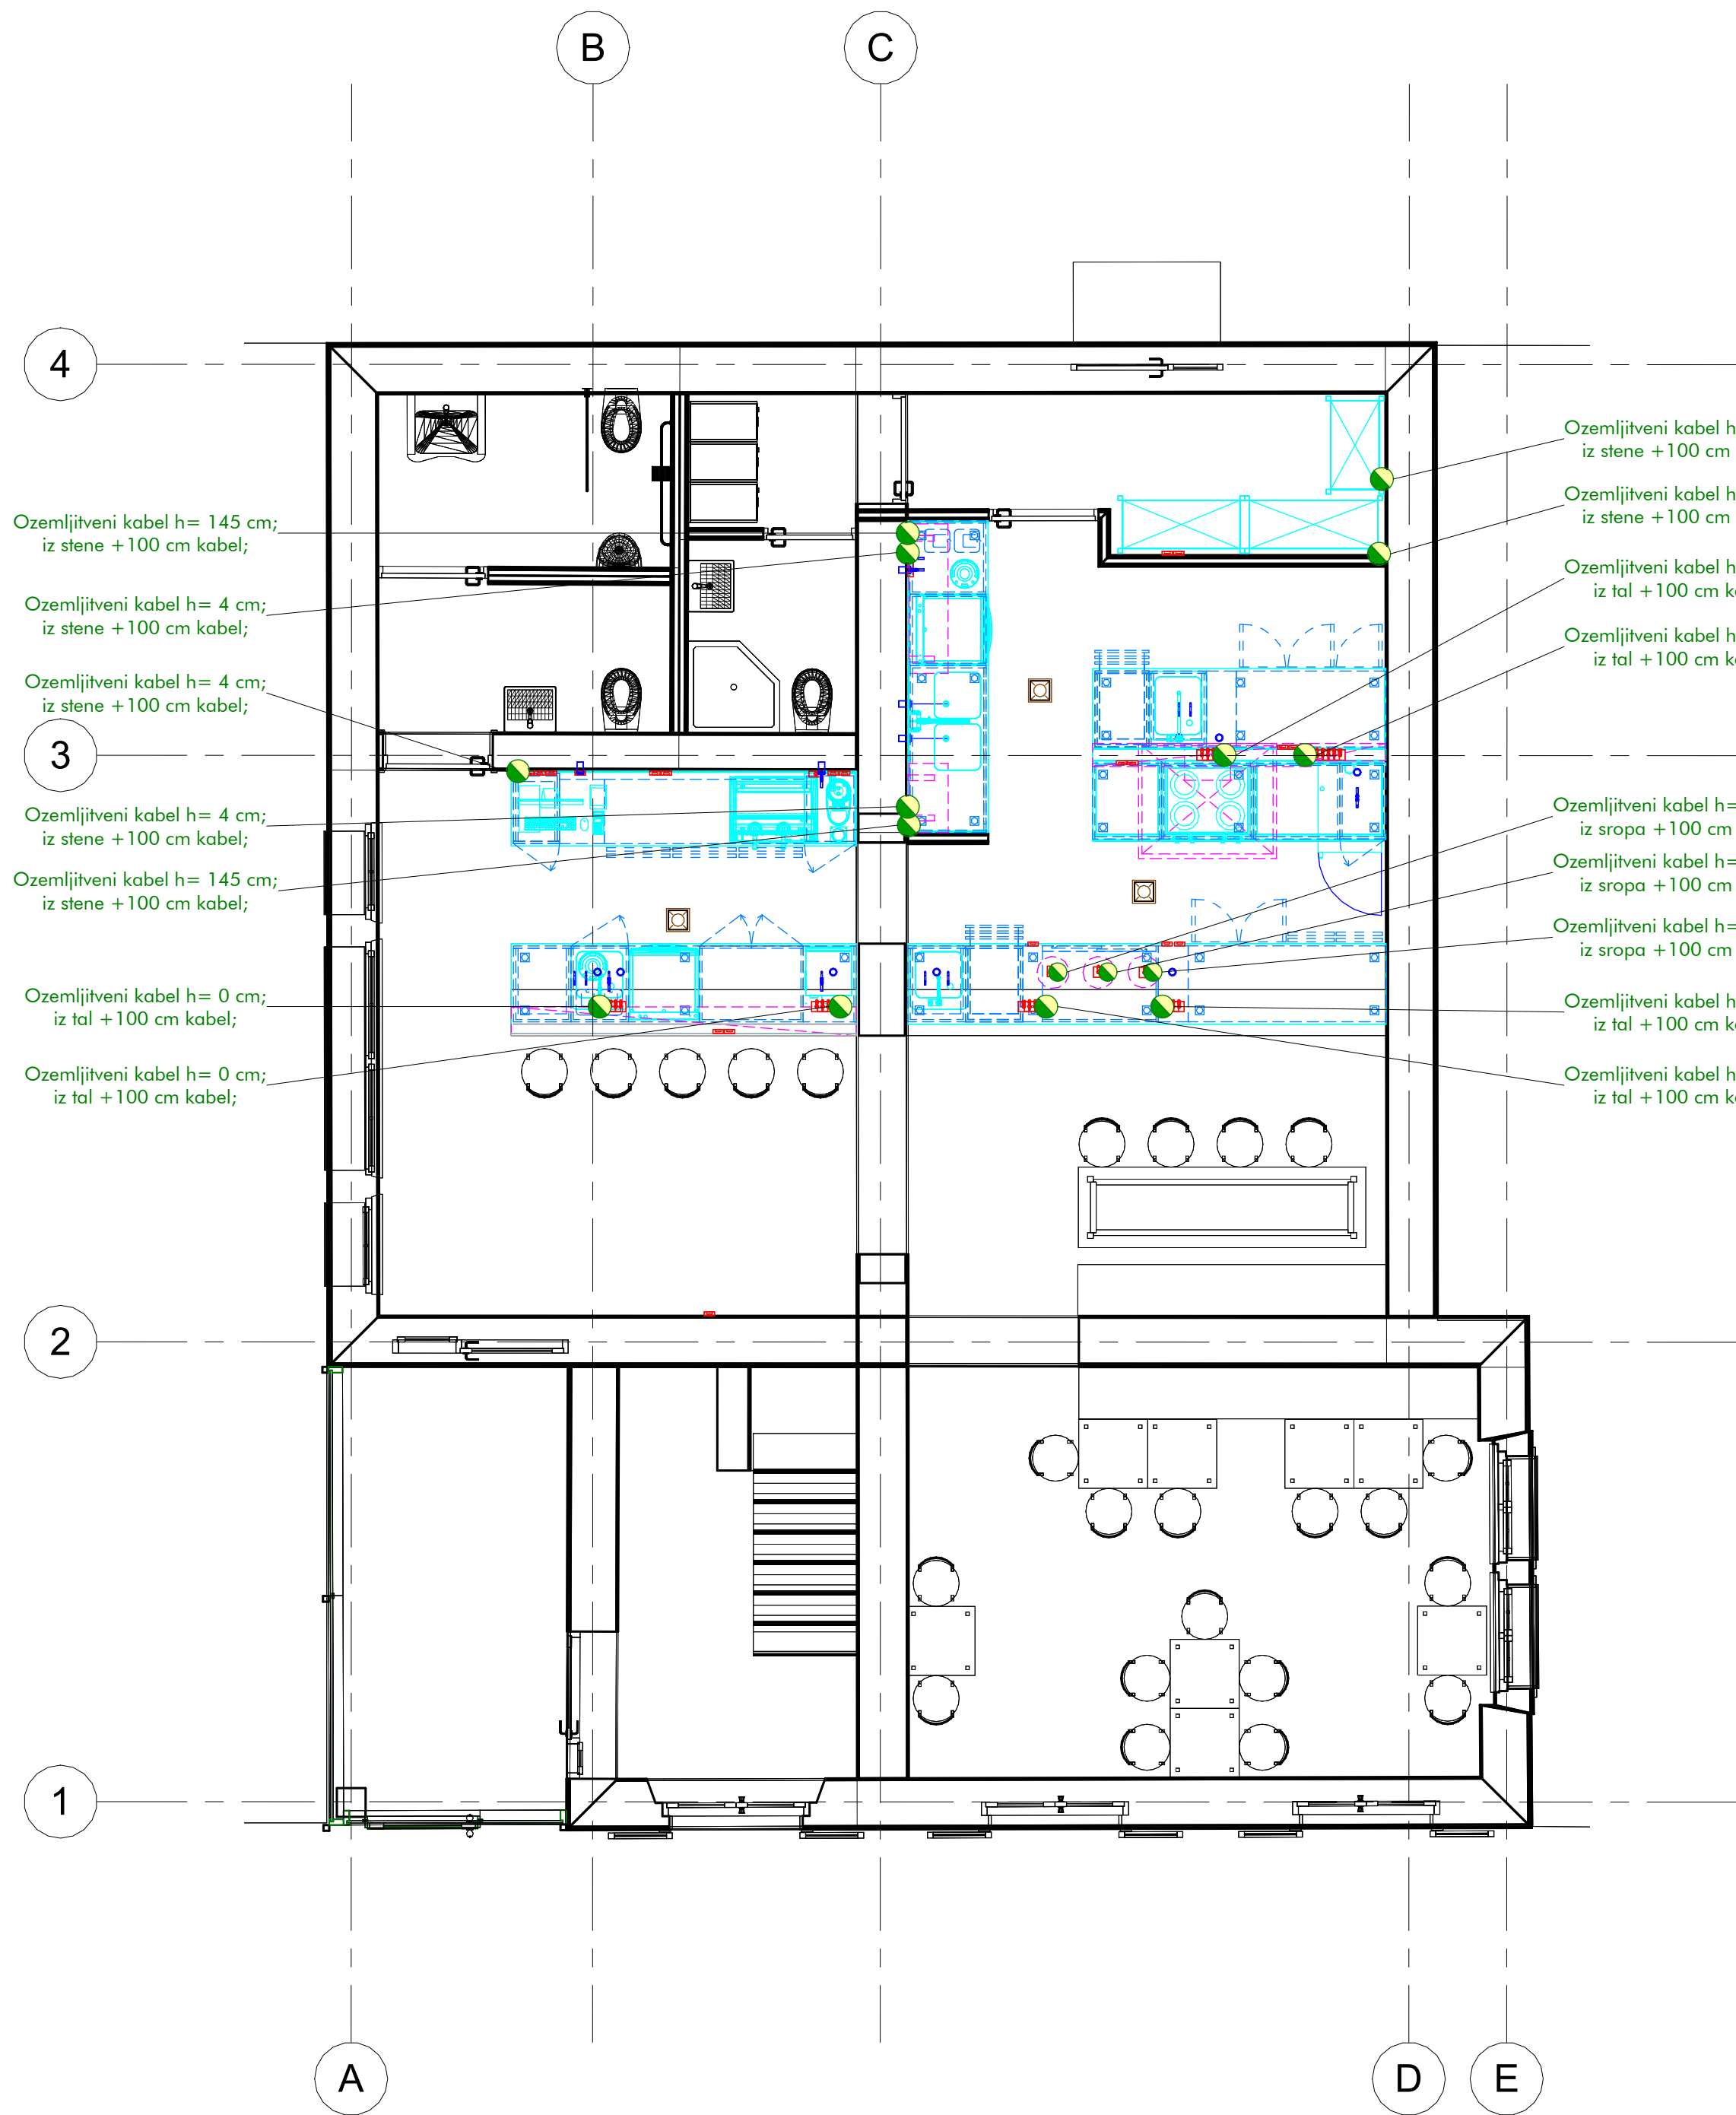 B
C
4
Ozemljitveni kabel h
iz stene +100 cm
Ozemljitveni kabel h
iz stene +100 cm
Ozemljitveni kabel h= 145 cm;
iz stene +100 cm kabel;
Ozemljitveni kabel h
iz tal +100 cm
Ozemljitveni kabel h= 4 cm;
iz stene +100 cm kabel;
Ozemljitveni kabel h
iz tal +100 cm
Ozemljitveni kabel h= 4 cm;
iz stene +100 cm kabel;
3
Ozemljitveni kabel h=
iz sropa +100 cm
Ozemljitveni kabel h= 4 cm;
iz stene +100 cm kabel;
Ozemljitveni kabel h=
iz sropa +100 cm
Ozemljitveni kabel h= 145 cm;
iz stene +100 cm kabel;
Ozemljitveni kabel h=
iz sropa +100 cm
Ozemljitveni kabel h= 0 cm;
iz tal +100 cm kabel;
Ozemljitveni kabel h
iz tal +100 cm
Ozemljitveni kabel h= 0 cm;
iz tal +100 cm kabel;
Ozemljitveni kabel h
iz tal +100 cm
2
1
A
D
E